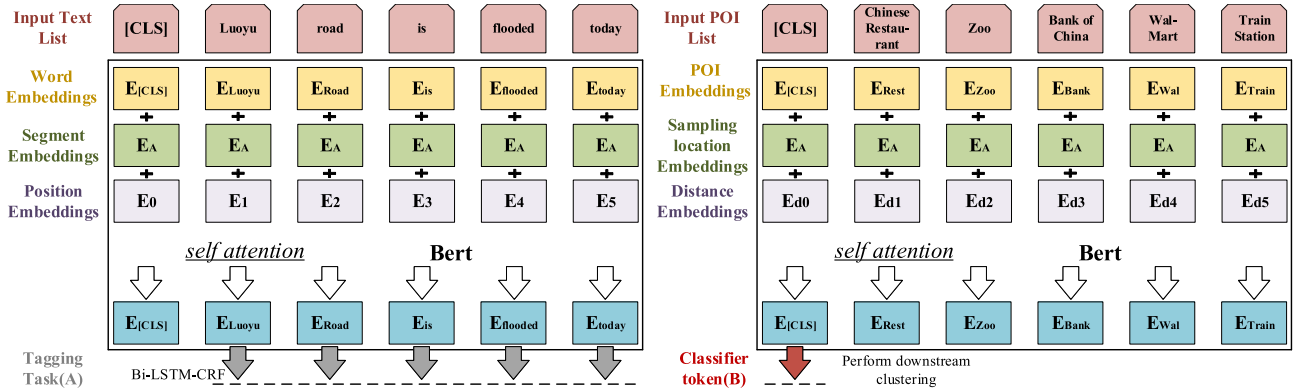 Input Text
List
[CLS]
Luoyu
road
is
flooded
today
Word
Embeddings
E[CLS]
ELuoyu
ERoad
Eis
Eflooded
Etoday
+ + + + + +
Segment
Embeddings
EA
EA
EA
EA
EA
EA
+ + + + + +
Position
Embeddings
E0
E1
E2
E3
E4
E5
self attention
Bert
E[CLS]
ELuoyu
ERoad
Eis
Eflooded
Etoday
Tagging
Task(A)
Bi-LSTM-CRF
Input POI
List
[CLS]
Chinese
Restau-
rant
Zoo
Bank of
China
Wal-
Mart
Train
Station
POI
Embeddings
E[CLS]
ERest
EZoo
EBank
EWal
ETrain
+ + + + + +
Sampling
location
Embeddings
EA
EA
EA
EA
EA
EA
+ + + + + +
Distance
Embeddings
Ed0
Ed1
Ed2
Ed3
Ed4
Ed5
self attention
Bert
E[CLS]
ERest
EZoo
EBank
EWal
ETrain
Classifier
token(B)
Perform downstream
clustering